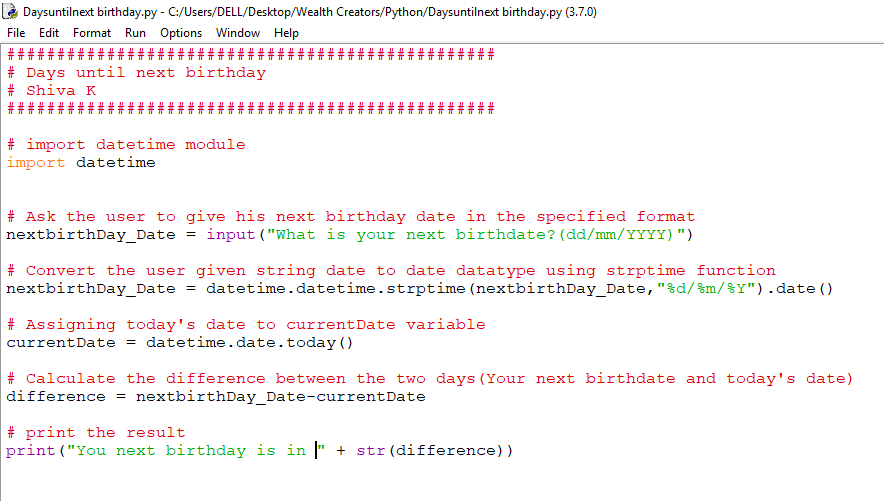 Daysuntilnext birthday.py - C:/Users/DELL/Desktop/Wealth Creators/Python/Daysuntilnext birthday.py (3.7.0)
File Edit Format Run Options Window Help
#################################################
# Days until next birthday
# Shiva K
#################################################
# import datetime module
import datetime
# Ask the user to give his next birthday date in the specified format
nextbirthDay_Date = input("What is your next birthdate?(dd/mm/YYYY)")
# Convert the user given string date to date datatype using strptime function
nextbirthDay_Date = datetime.datetime.strptime(nextbirthDay_Date,"%d/%m/%Y").date()
# Assigning today's date to currentDate variable
currentDate = datetime.date.today()
# Calculate the difference between the two days(Your next birthdate and today's date)
difference = nextbirthDay_Date-currentDate
# print the result
print("You next birthday is in " + str(difference))